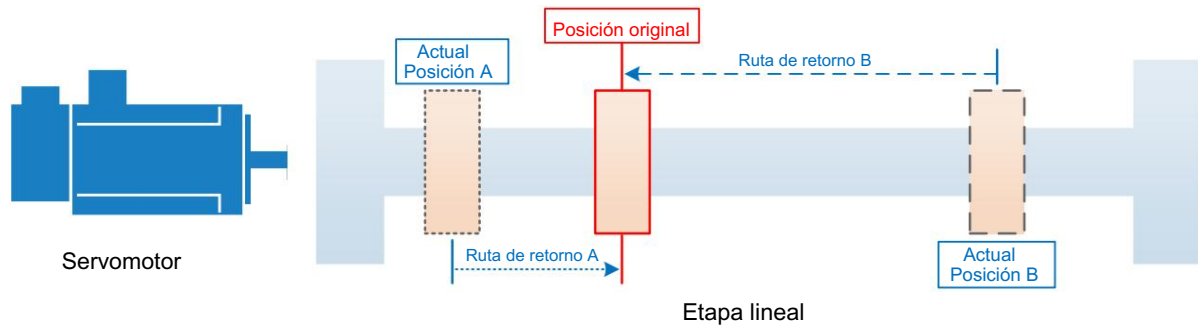 Posición original
Actual
Posición A
Ruta de retorno B
Ruta de retorno A
Actual
Posición B
Servomotor
Etapa lineal